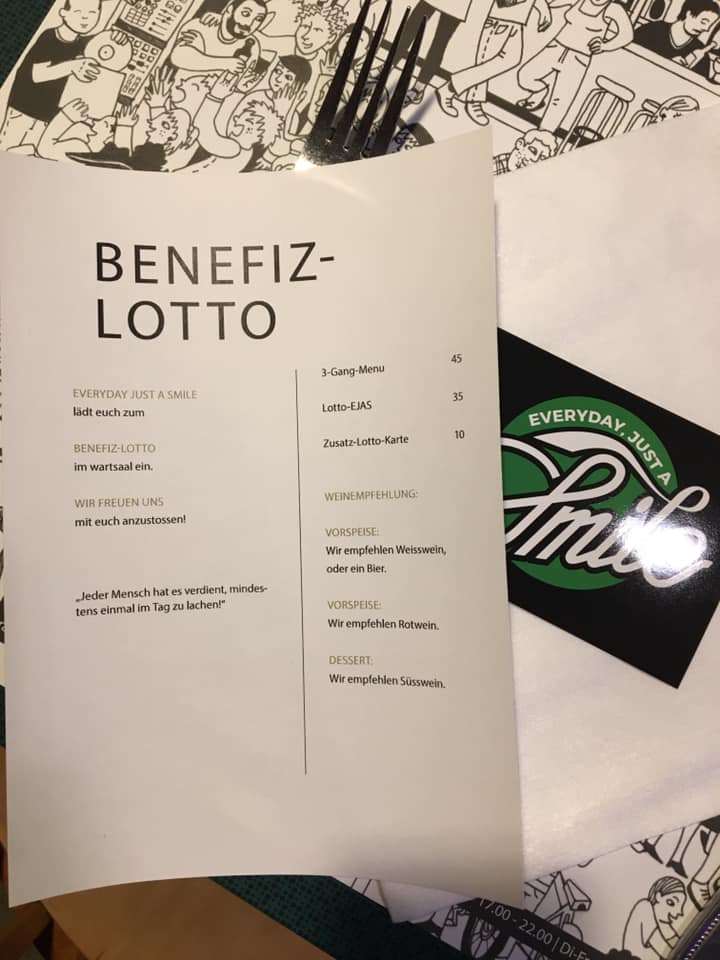 BENEFIZ-
LOTTO
EVERYDAY JUST A SMILE
lädt euch zum
BENEFIZ-LOTTO
im wartsaal ein.
WIR FREUEN UNS
mit euch anzustossen!
„Jeder Mensch hat es verdient, mindes-
tens einmal im Tag zu lachen!“
3-Gang-Menu 45
Lotto-EJAS 35
Zusatz-Lotto-Karte 10
WEINEMPFEHLUNG:
VORSPEISE:
Wir empfehlen Weisswein,
oder ein Bier.
VORSPEISE:
Wir empfehlen Rotwein.
DESSERT:
Wir empfehlen Süsswein.
EVERYDAY, JUST A
Smile
17.00 - 22.00 | Di-F